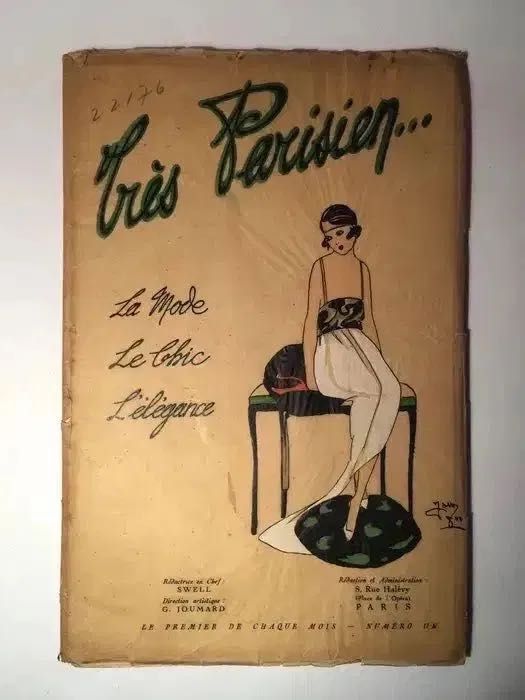 22176
Très Parisien...
La Mode
Le Chic
L'élégance
Rédactrice en Chef:
SWELL
Direction artistique:
G. JOUMARD
Rédaction et Administration:
8. Rue Halévy
(Place de l'Opéra)
PARIS
LE PREMIER DE CHAQUE MOIS — NUMÉRO UN